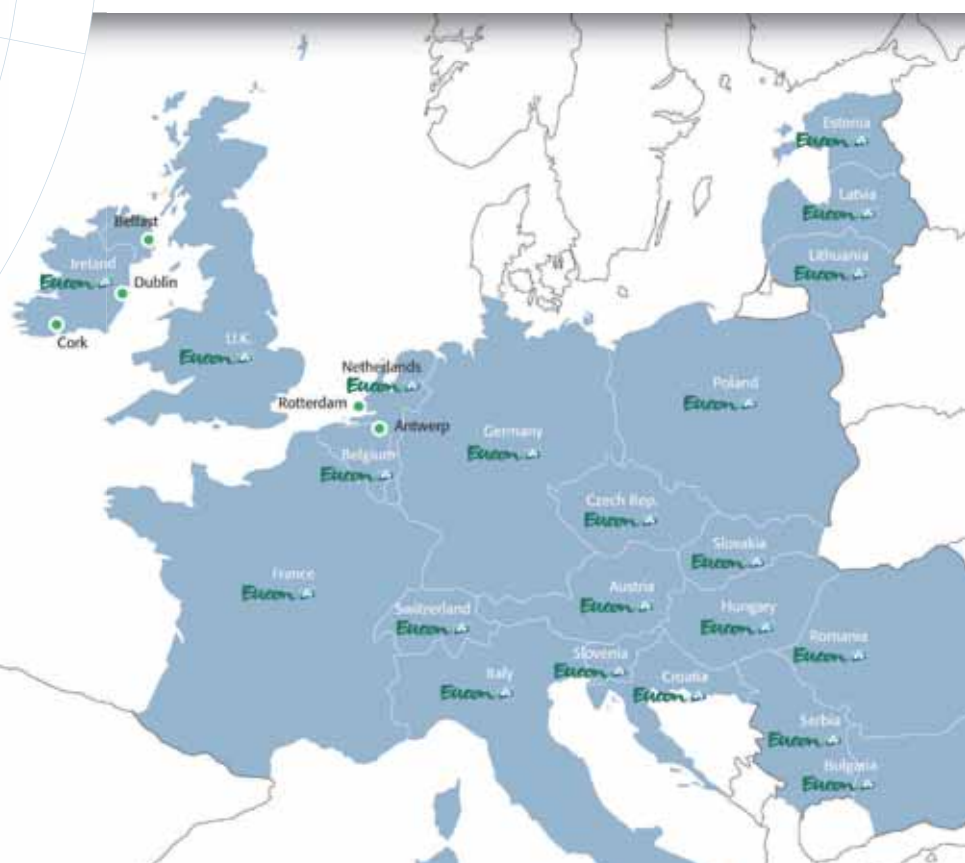 Estonia
Eucon
Latvia
Eucon
Lithuania
Eucon
Belfast
Ireland
Eucon
Dublin
Cork
U.K.
Eucon
Netherlands
Eucon
Rotterdam
Antwerp
Belgium
Eucon
Germany
Eucon
Poland
Eucon
Czech Rep.
Eucon
Slovakia
Eucon
France
Eucon
Switzerland
Eucon
Austria
Eucon
Hungary
Eucon
Romania
Eucon
Italy
Eucon
Slovenia
Eucon
Croatia
Eucon
Serbia
Eucon
Bulgaria
Eucon